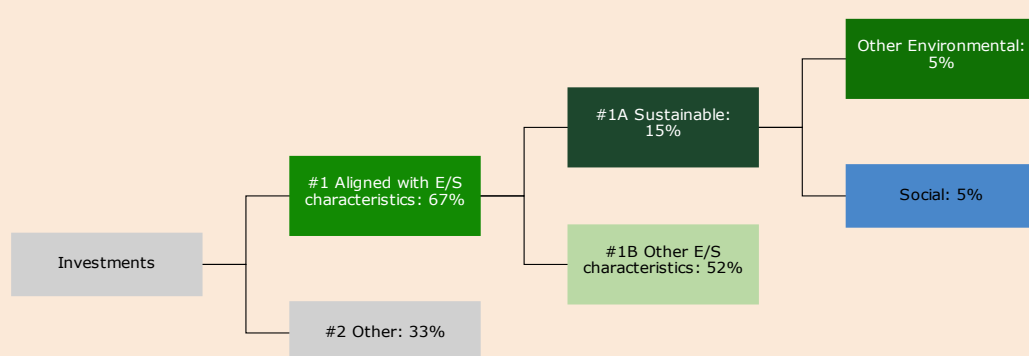 Investments
#1 Aligned with E/S
characteristics: 67%
#2 Other: 33%
#1A Sustainable:
15%
#1B Other E/S
characteristics: 52%
Other Environmental:
5%
Social: 5%